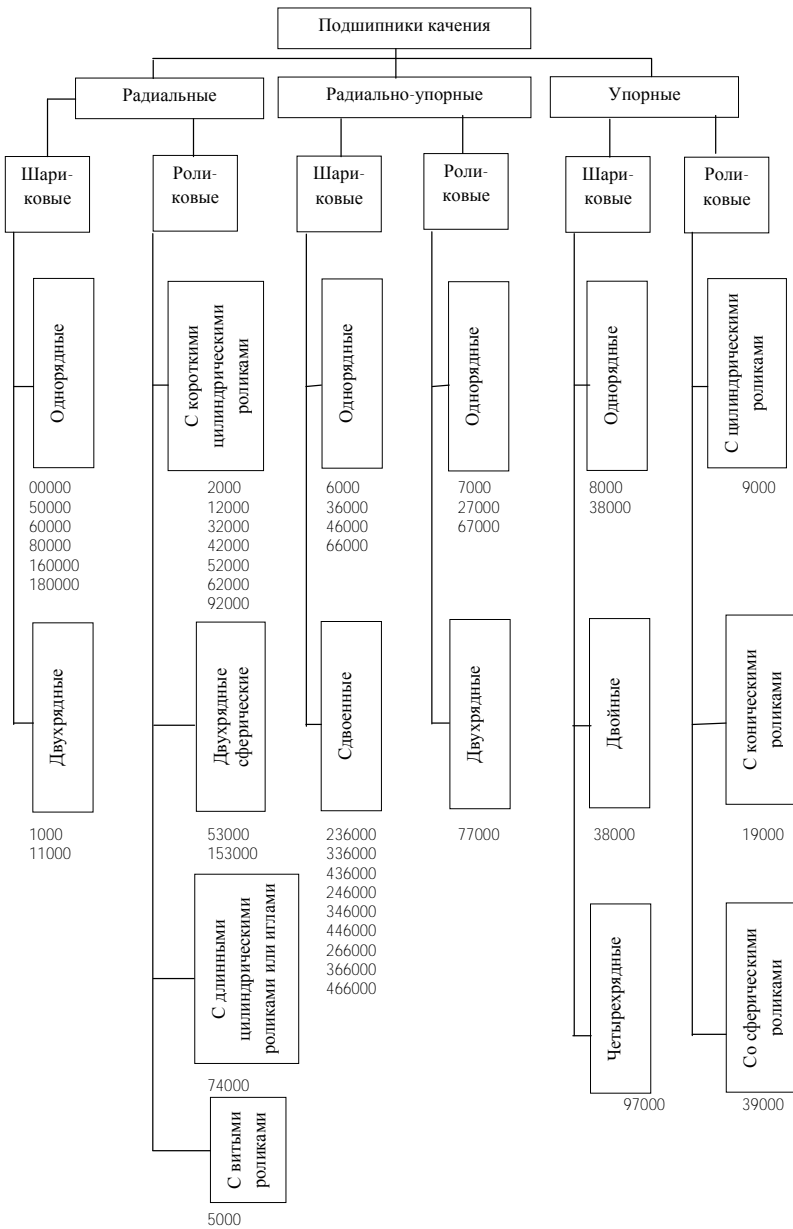 Подшипники качения
Радиальные
Радиально-упорные
Упорные
Шари-
ковые
Роли-
ковые
Шари-
ковые
Роли-
ковые
Шари-
ковые
Роли-
ковые
Однорядные
С короткими
цилиндрическими
роликами
Однорядные
Однорядные
Однорядные
С цилиндрическими
роликами
00000
50000
60000
80000
160000
180000
2000
12000
32000
42000
52000
62000
92000
6000
36000
46000
66000
7000
27000
67000
8000
38000
9000
Двухрядные
Двухрядные
сферические
Сдвоенные
Двухрядные
Двойные
С коническими
роликами
1000
11000
53000
153000
236000
336000
436000
246000
346000
446000
266000
366000
466000
77000
38000
19000
С длинными
цилиндрическими
роликами или иглами
Четырехрядные
Со сферическими
роликами
74000
97000
39000
С витыми
роликами
5000